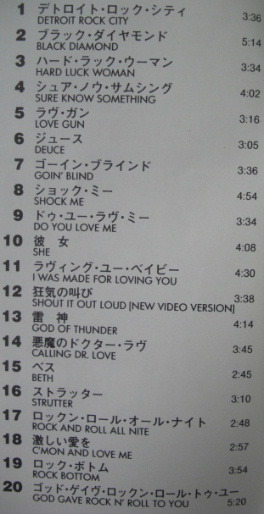 1 デトロイト・ロック・シティ
DETROIT ROCK CITY 3:36
2 ブラック・ダイヤモンド
BLACK DIAMOND 5:14
3 ハード・ラック・ウーマン
HARD LUCK WOMAN 3:34
4 シュア・ノウ・サムシング
SURE KNOW SOMETHING 4:02
5 ラヴ・ガン
LOVE GUN 3:16
6 ジュース
DEUCE 3:05
7 ゴーイン・ブラインド
GOIN' BLIND 3:36
8 ショック・ミー
SHOCK ME 4:54
9 ドゥ・ユー・ラヴ・ミー
DO YOU LOVE ME 3:34
10 彼 女
SHE 4:08
11 ラヴィング・ユー・ベイビー
I WAS MADE FOR LOVING YOU 4:30
12 狂気の叫び
SHOUT IT OUT LOUD [NEW VIDEO VERSION] 3:38
13 雷 神
GOD OF THUNDER 4:14
14 悪魔のドクター・ラヴ
CALLING DR. LOVE 3:45
15 ベス
BETH 2:45
16 ストラッター
STRUTTER 3:10
17 ロックン・ロール・オール・ナイト
ROCK AND ROLL ALL NITE 2:48
18 激しい愛を
C'MON AND LOVE ME 2:57
19 ロック・ボトム
ROCK BOTTOM 3:54
20 ゴッド・ゲイヴ・ロックン・ロール・トゥ・ユー
GOD GAVE ROCK N' ROLL TO YOU 5:20